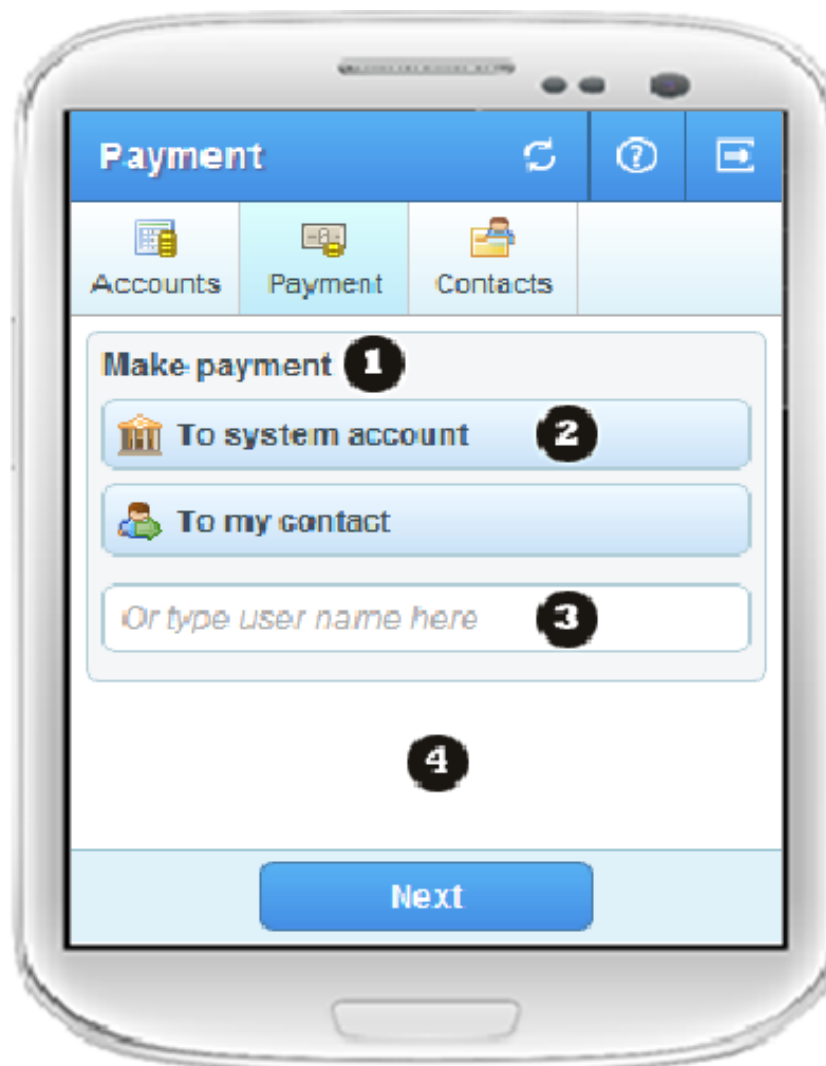 Payment
Accounts Payment Contacts
Make payment 1
To system account 2
To my contact
Or type user name here 3
4
Next